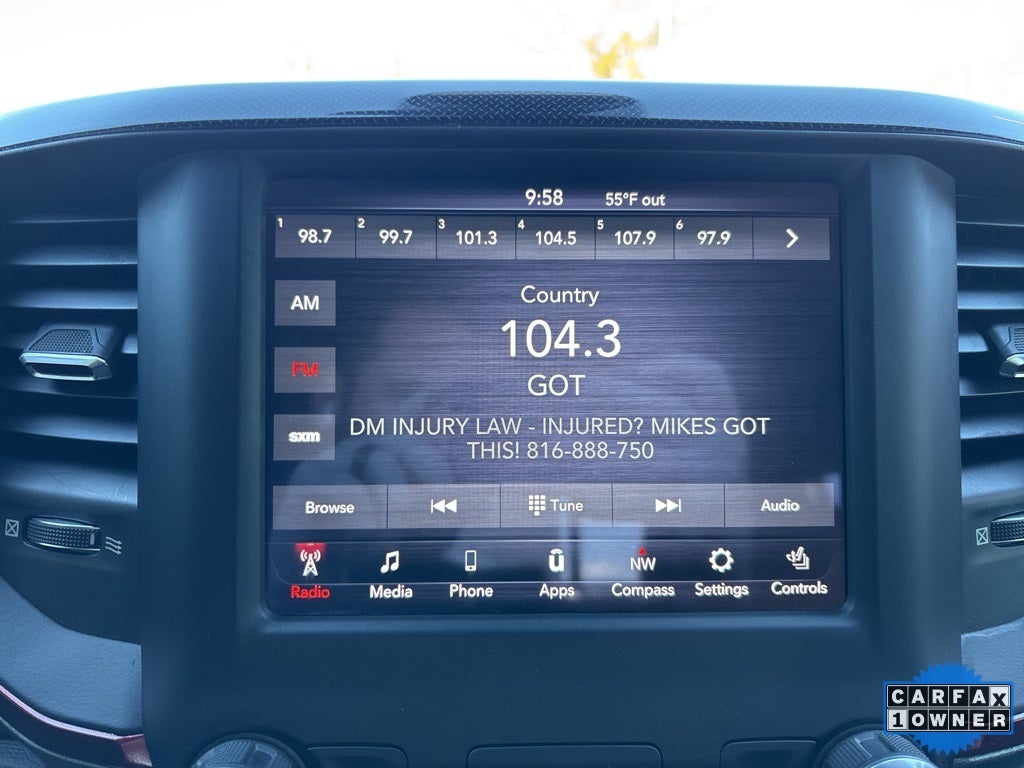 9:58 55°F out
1 98.7 2 99.7 3 101.3 4 104.5 5 107.9 6 97.9
Country
AM
104.3
FM
GOT
sxm
DM INJURY LAW - INJURED? MIKES GOT
THIS! 816-888-750
Browse Tune Audio
NW
Radio Media Phone Apps Compass Settings Controls
CARFAX
1 OWNER